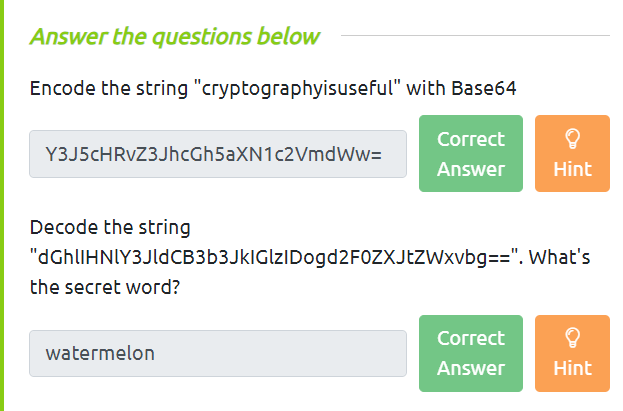 Answer the questions below
Encode the string "cryptographyisuseful" with Base64
Y3J5cHRvZ3JhcGh5aXN1c2VmdWw=
Correct
Answer
Hint
Decode the string
"dGhlIHNlY3JldCB3b3JkIGlzIDogd2F0ZXJtZWxvbg==". What's
the secret word?
watermelon
Correct
Answer
Hint